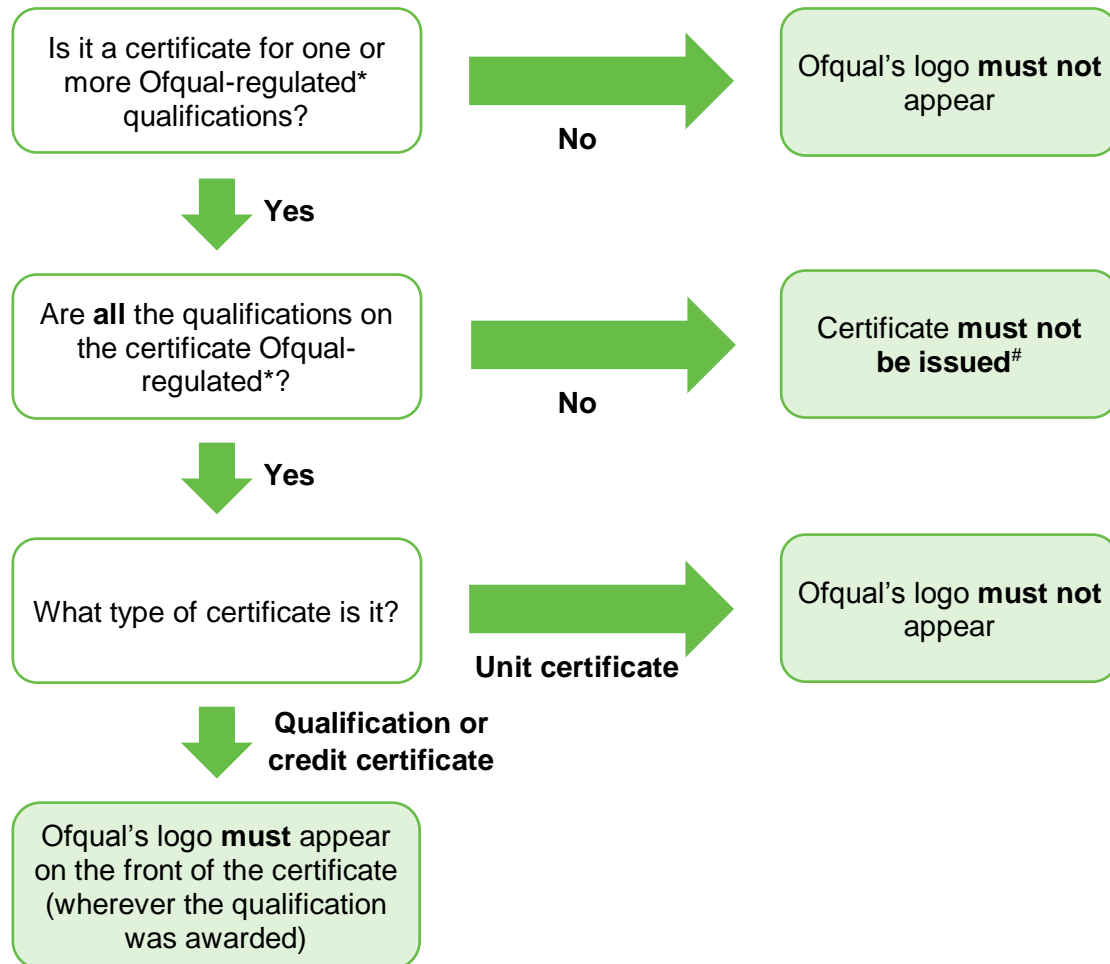 Is it a certificate for one or
more Ofqual-regulated*
qualifications?
No
Ofqual’s logo must not
appear
Yes
Are all the qualifications on
the certificate Ofqual-
regulated*?
No
Certificate must not
be issued#
Yes
What type of certificate is it?
Unit certificate
Ofqual’s logo must not
appear
Qualification or
credit certificate
Ofqual’s logo must appear
on the front of the certificate
(wherever the qualification
was awarded)